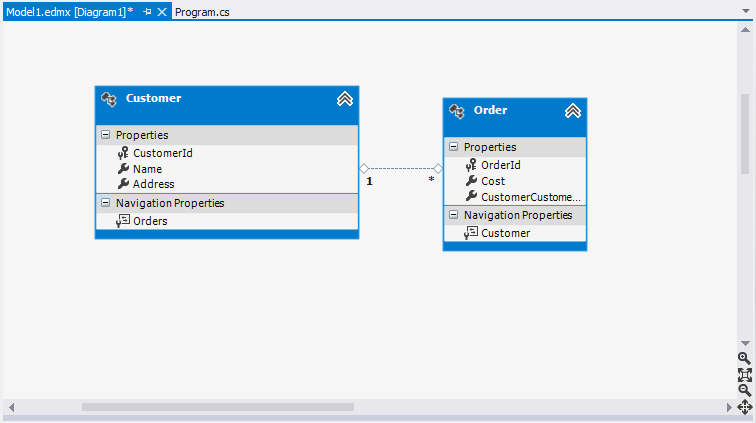 Model1.edmx [Diagram1]*
Program.cs
Customer
Properties
CustomerId
Name
Address
Navigation Properties
Orders
1
*
Order
Properties
OrderId
Cost
CustomerCustome...
Navigation Properties
Customer